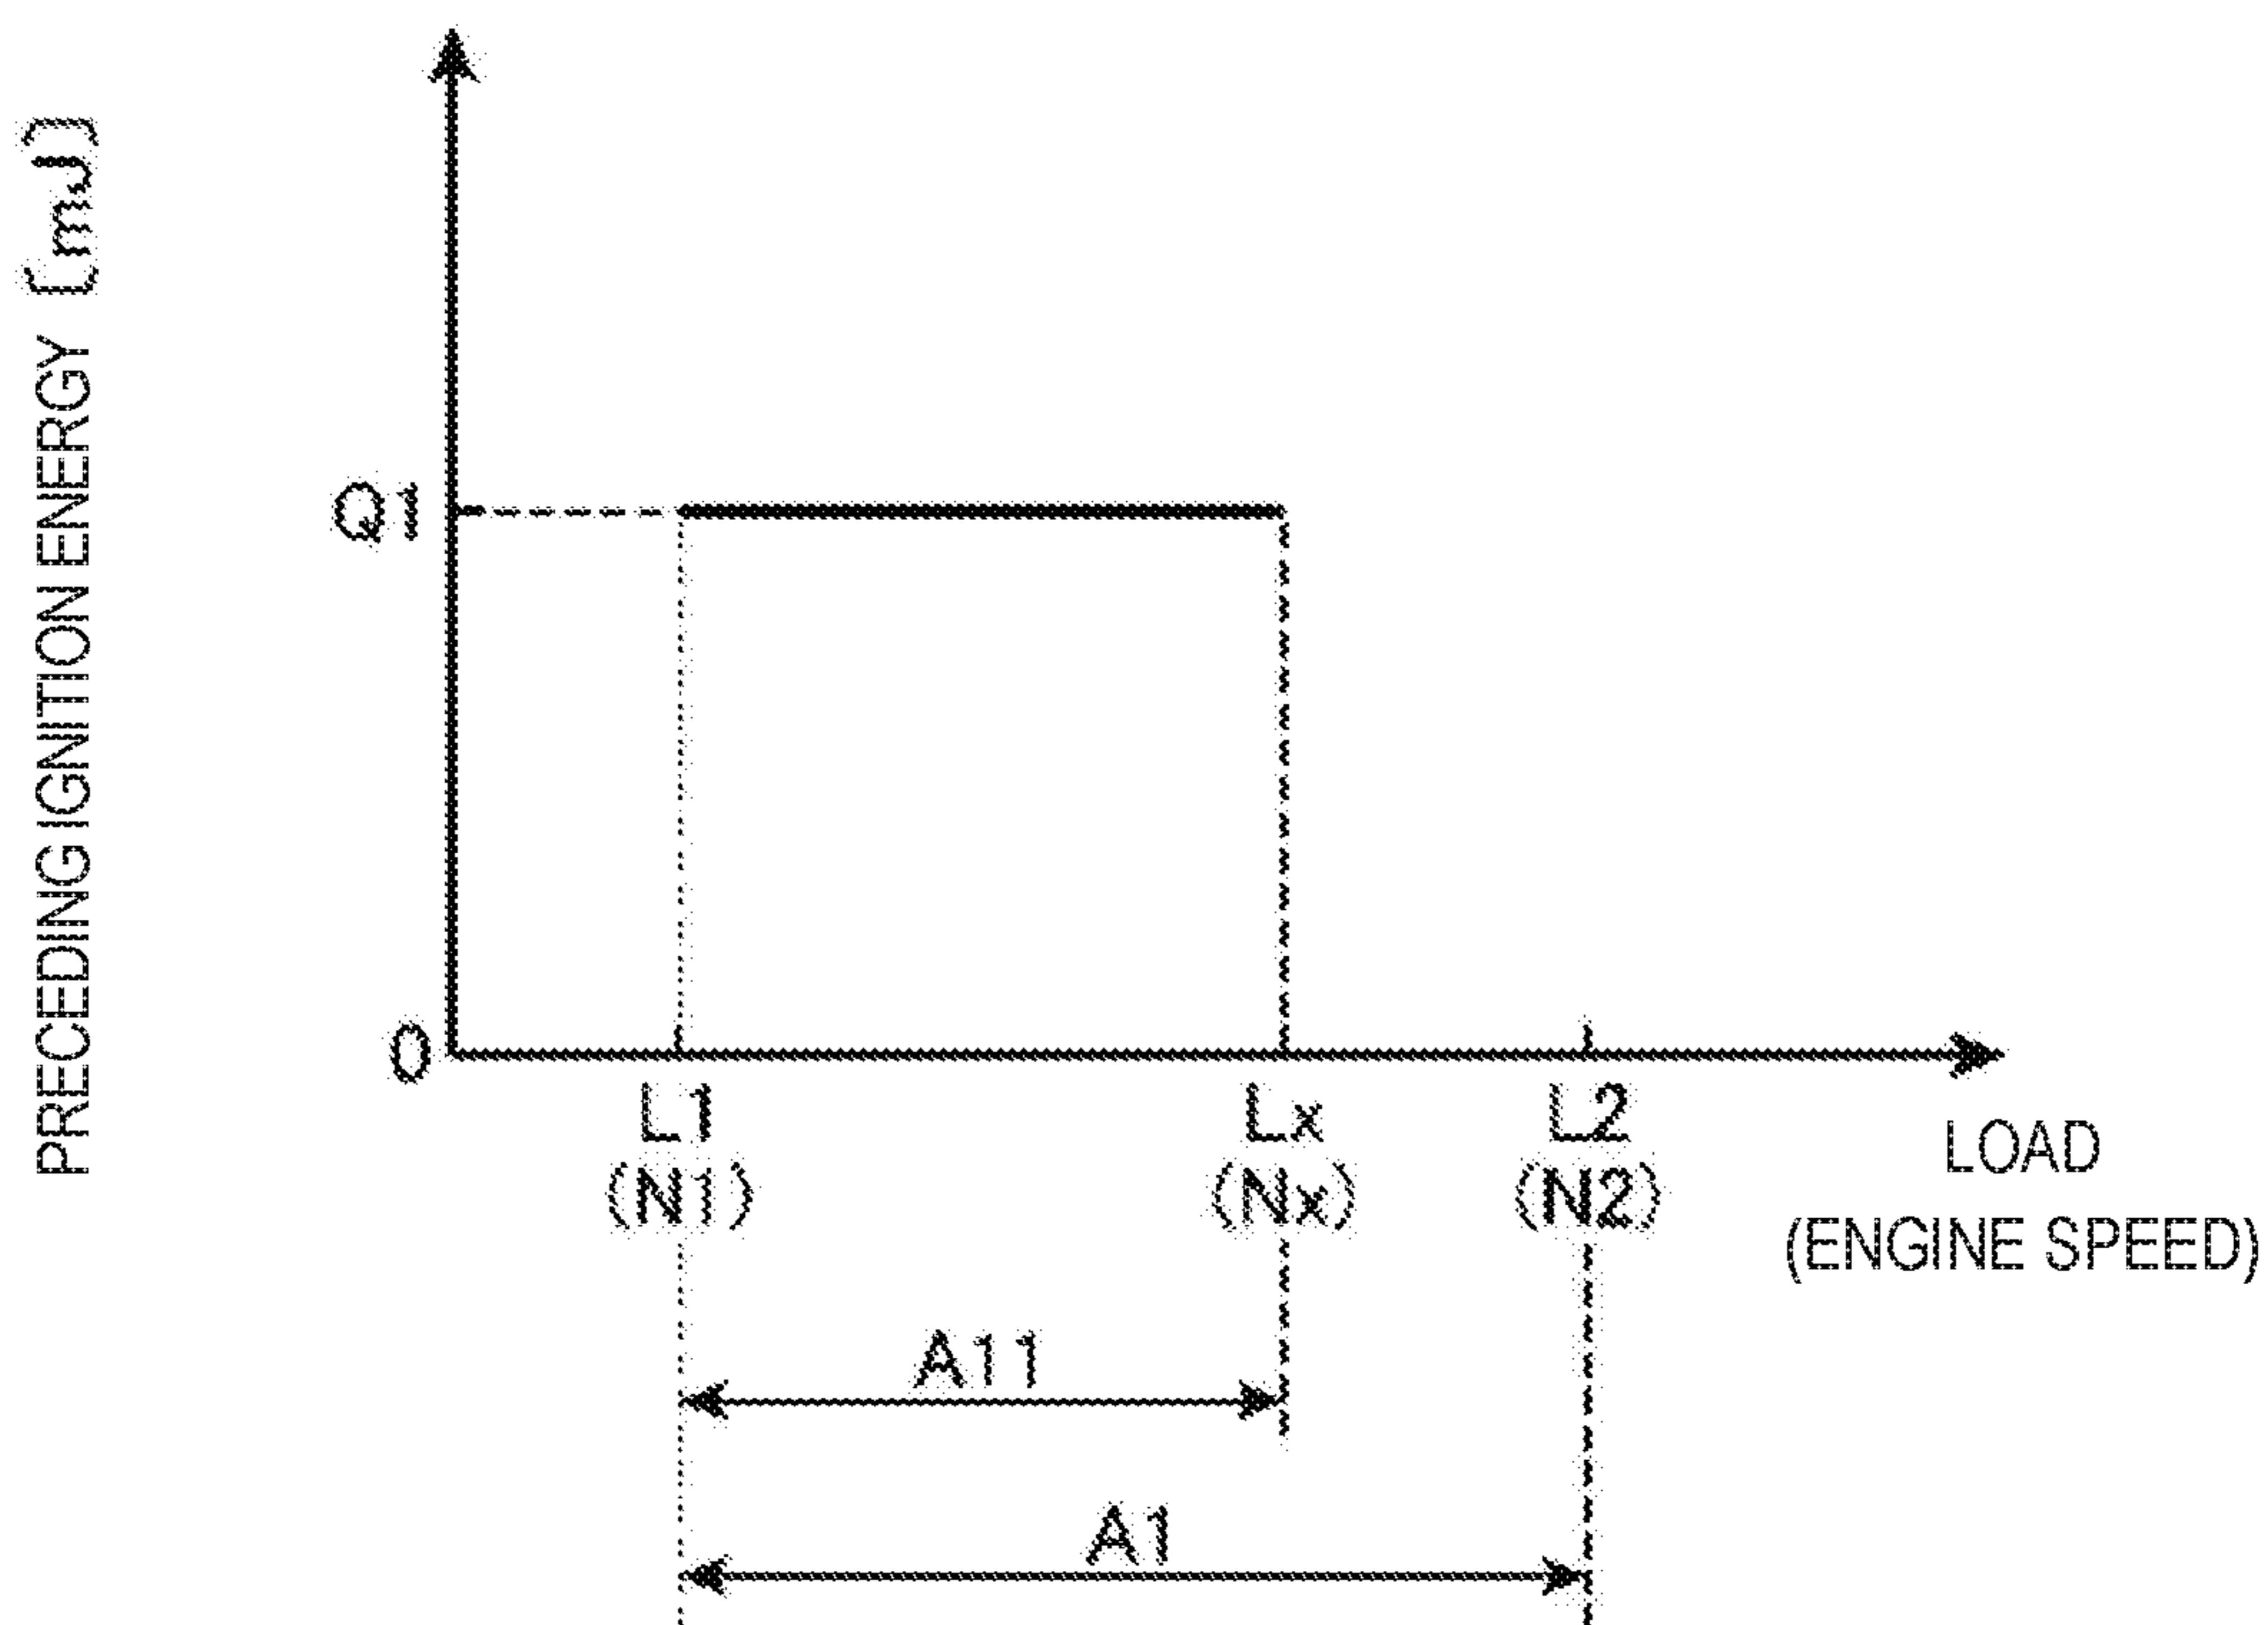 PRECEDING IGNITION ENERGY [mJ]
Q1
0
L1
(N1)
Lx
(Nx)
L2
(N2)
LOAD
(ENGINE SPEED)
A11
A1